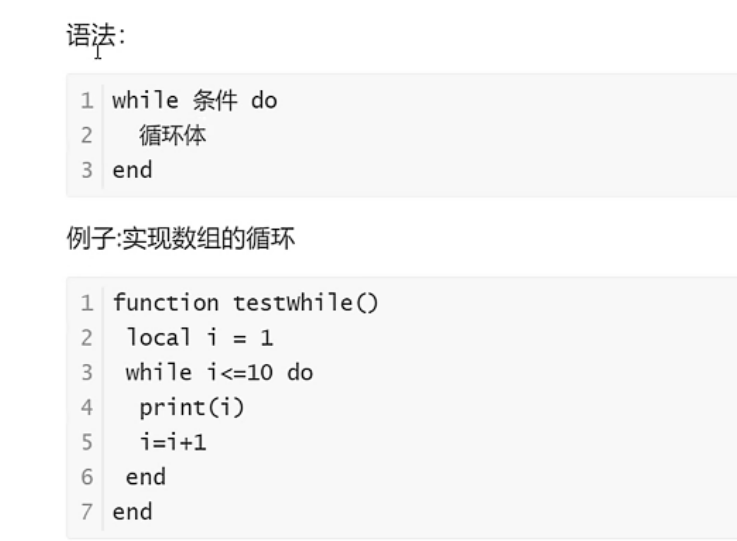 语法：
1 while 条件 do
2   循环体
3 end
例子:实现数组的循环
1 function testWhile()
2  local i = 1
3  while i<=10 do
4   print(i)
5   i=i+1
6  end
7 end